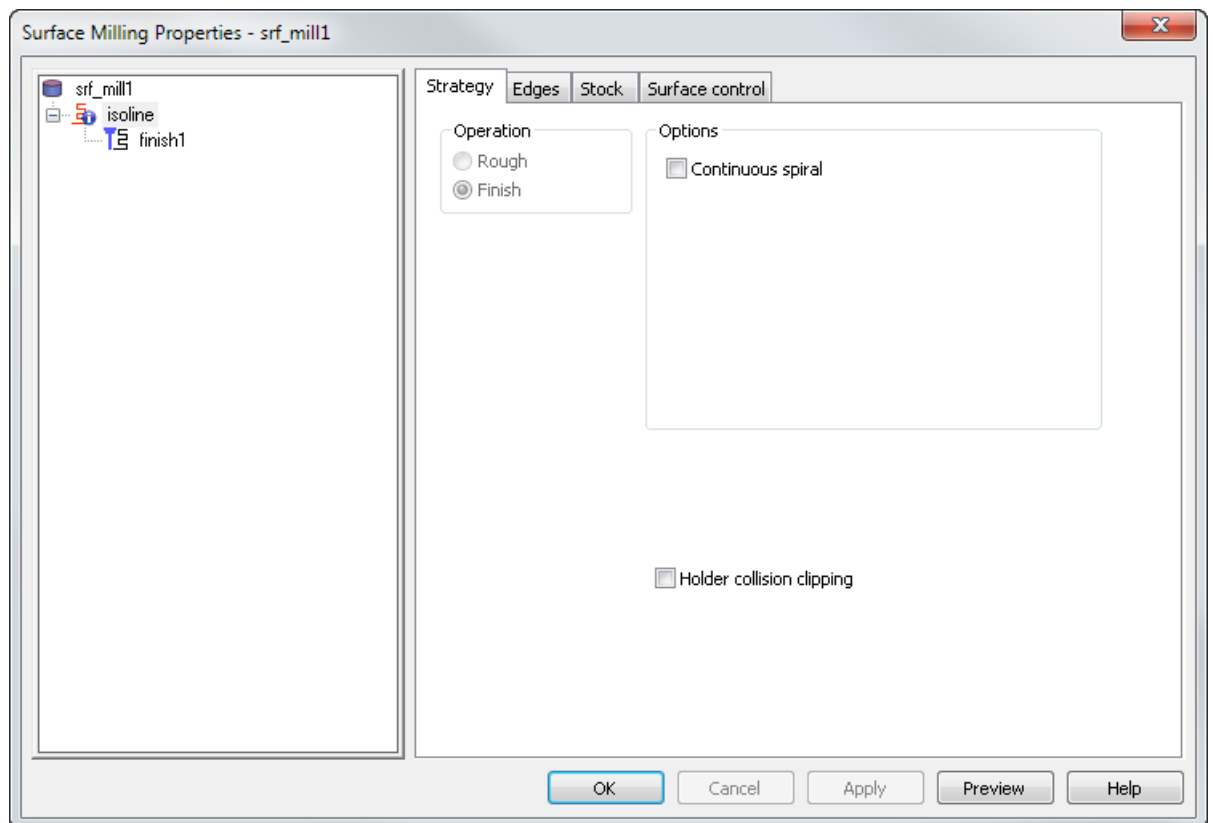 Surface Milling Properties - srf_mill1
srf_mill1
isoline
finish1
Strategy Edges Stock Surface control
Operation
Rough
Finish
Options
Continuous spiral
Holder collision clipping
OK Cancel Apply Preview Help